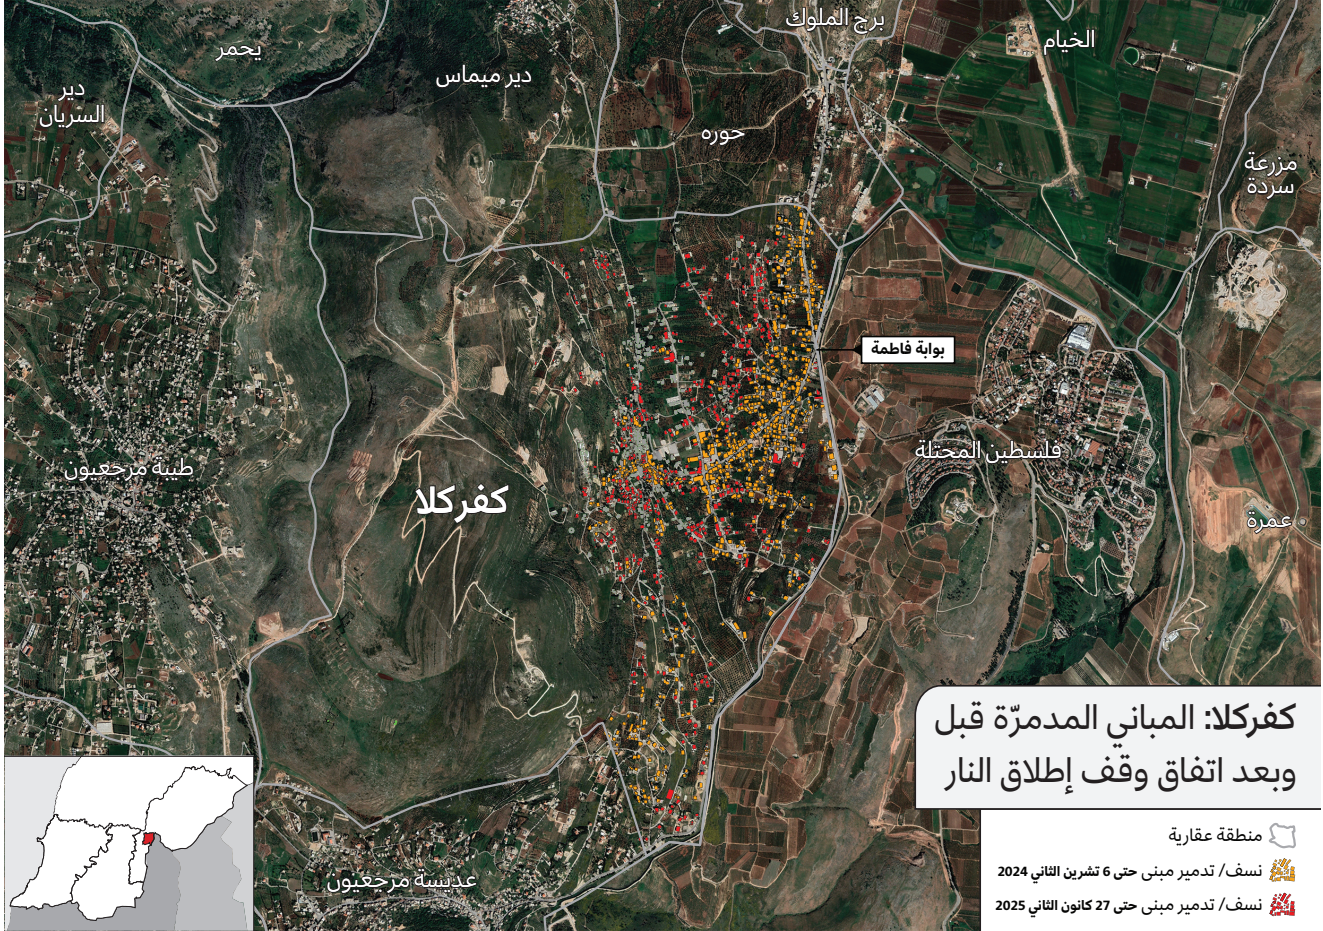 برج الملوك
الخيام
يحمر
دير ميماس
دير
السريان
حوره
مزرعة
سردة
بوابة فاطمة
فلسطين المحتلة
طيبة مرجعيون
كفركلا
عمرة
عديسة مرجعيون
كفركلا: المباني المدمرّة قبل
وبعد اتفاق وقف إطلاق النار
منطقة عقارية
نسف/ تدمير مبنى حتى 6 تشرين الثاني 2024
نسف/ تدمير مبنى حتى 27 كانون الثاني 2025